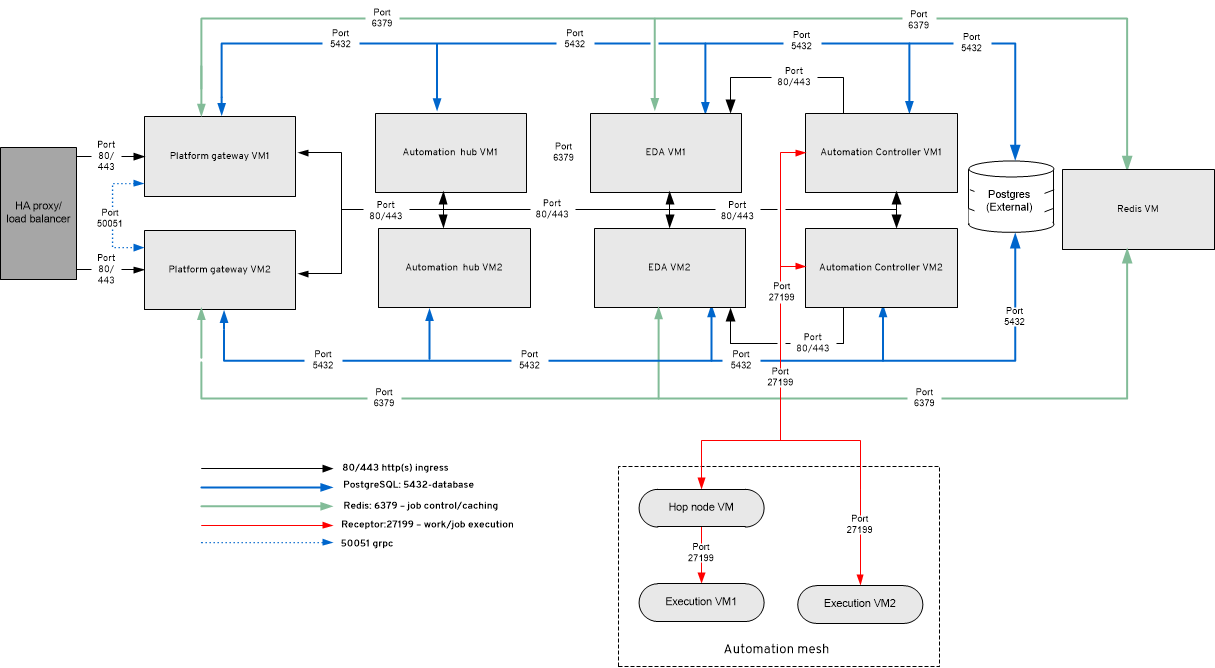 Port
6379
Port
6379
Port
5432
Port
5432
Port
5432
Port
5432
Port
80/443
Port
80/
443
Platform gateway VM1
Automation hub VM1
Port
6379
EDA VM1
Automation Controller VM1
HA proxy/
load balancer
Port
50051
Port
80/443
Port
80/443
Port
80/443
Postgres
(External)
Redis VM
Port
80/
443
Platform gateway VM2
Automation hub VM2
EDA VM2
Automation Controller VM2
Port
27199
Port
5432
Port
80/443
Port
5432
Port
5432
Port
5432
Port
27199
Port
6379
Port
6379
80/443 http(s) ingress
PostgreSQL: 5432-database
Redis: 6379 – job control/caching
Receptor:27199 – work/job execution
50051 grpc
Hop node VM
Port
27199
Port
27199
Execution VM1
Execution VM2
Automation mesh